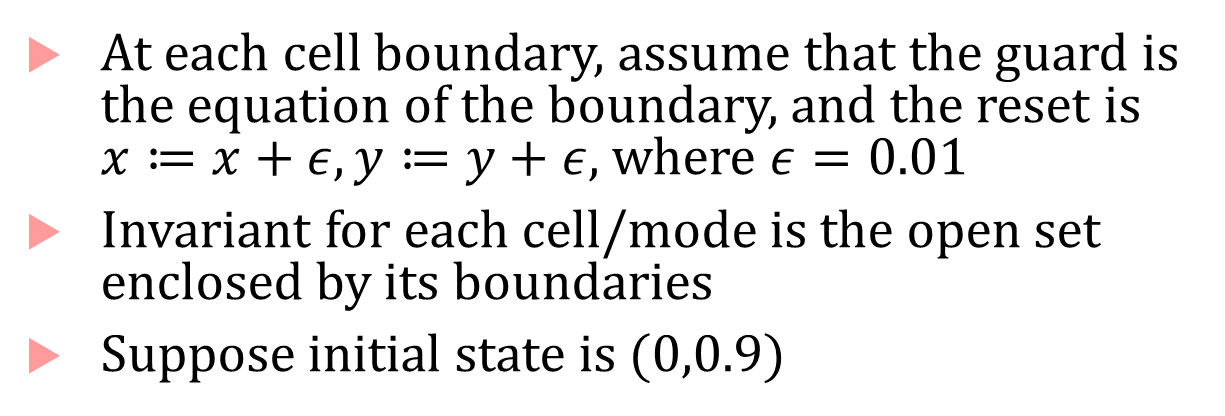 At each cell boundary, assume that the guard is
the equation of the boundary, and the reset is
x ≔ x + ϵ, y ≔ y + ϵ, where ϵ = 0.01
Invariant for each cell/mode is the open set
enclosed by its boundaries
Suppose initial state is (0,0.9)